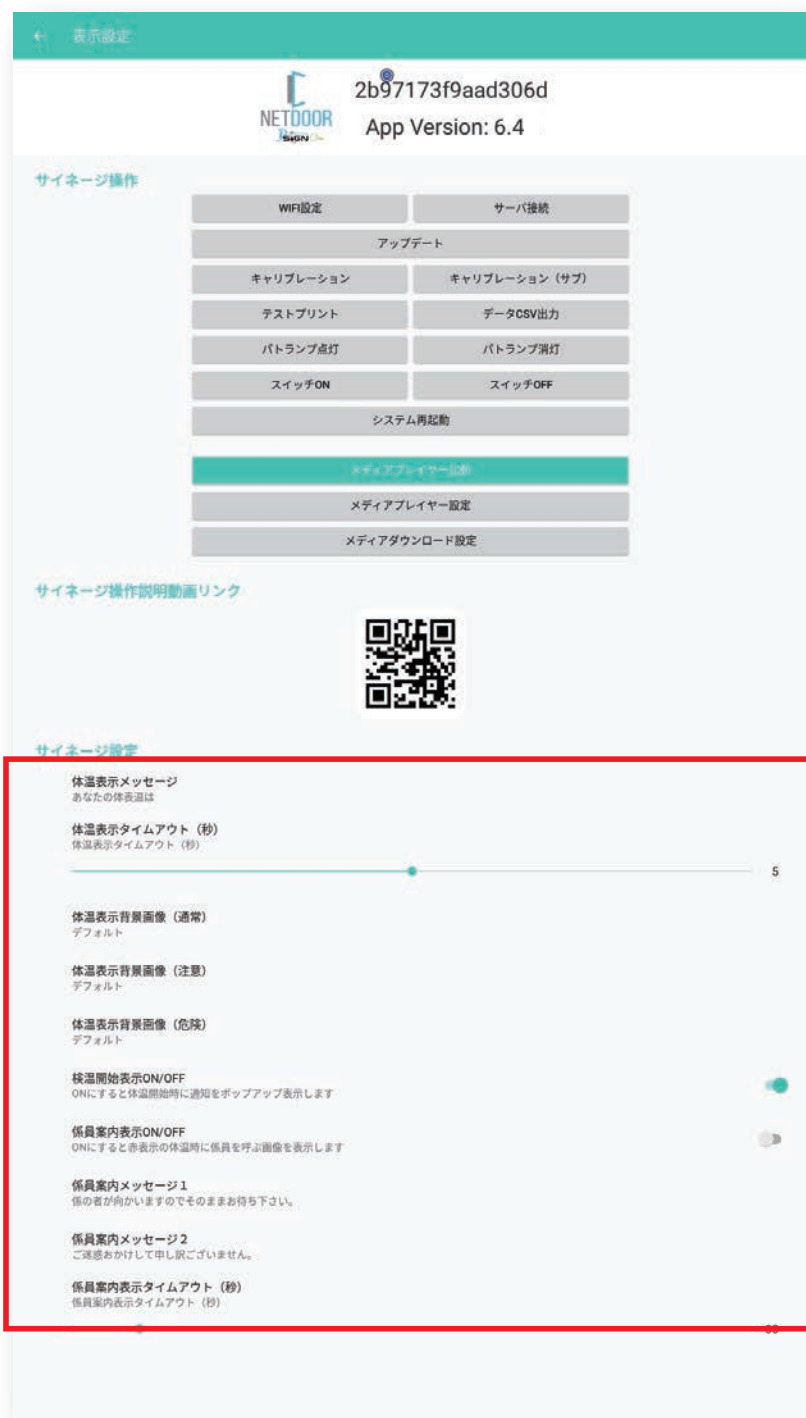 表示設定
2b97173f9aad306d
NETDOOR
SIGN
App Version: 6.4
サイネージ操作
WIFI設定 サーバ接続
アップデート
キャリブレーション キャリブレーション（サブ）
テストプリント データCSV出力
パトランプ点灯 パトランプ消灯
スイッチON スイッチOFF
システム再起動
メディアプレイヤー起動
メディアプレイヤー設定
メディアダウンロード設定
サイネージ操作説明動画リンク
サイネージ設定
体温表示メッセージ
あなたの体表温は
体温表示タイムアウト（秒）
体温表示タイムアウト（秒）
5
体温表示背景画像（通常）
デフォルト
体温表示背景画像（注意）
デフォルト
体温表示背景画像（危険）
デフォルト
検温開始表示ON/OFF
ONにすると体温開始時に通知をポップアップ表示します
係員案内表示ON/OFF
ONにすると赤表示の体温時に係員を呼ぶ画像を表示します
係員案内メッセージ１
係の者が向かいますのでそのままお待ち下さい。
係員案内メッセージ２
ご迷惑おかけして申し訳ございません。
係員案内表示タイムアウト（秒）
係員案内表示タイムアウト（秒）